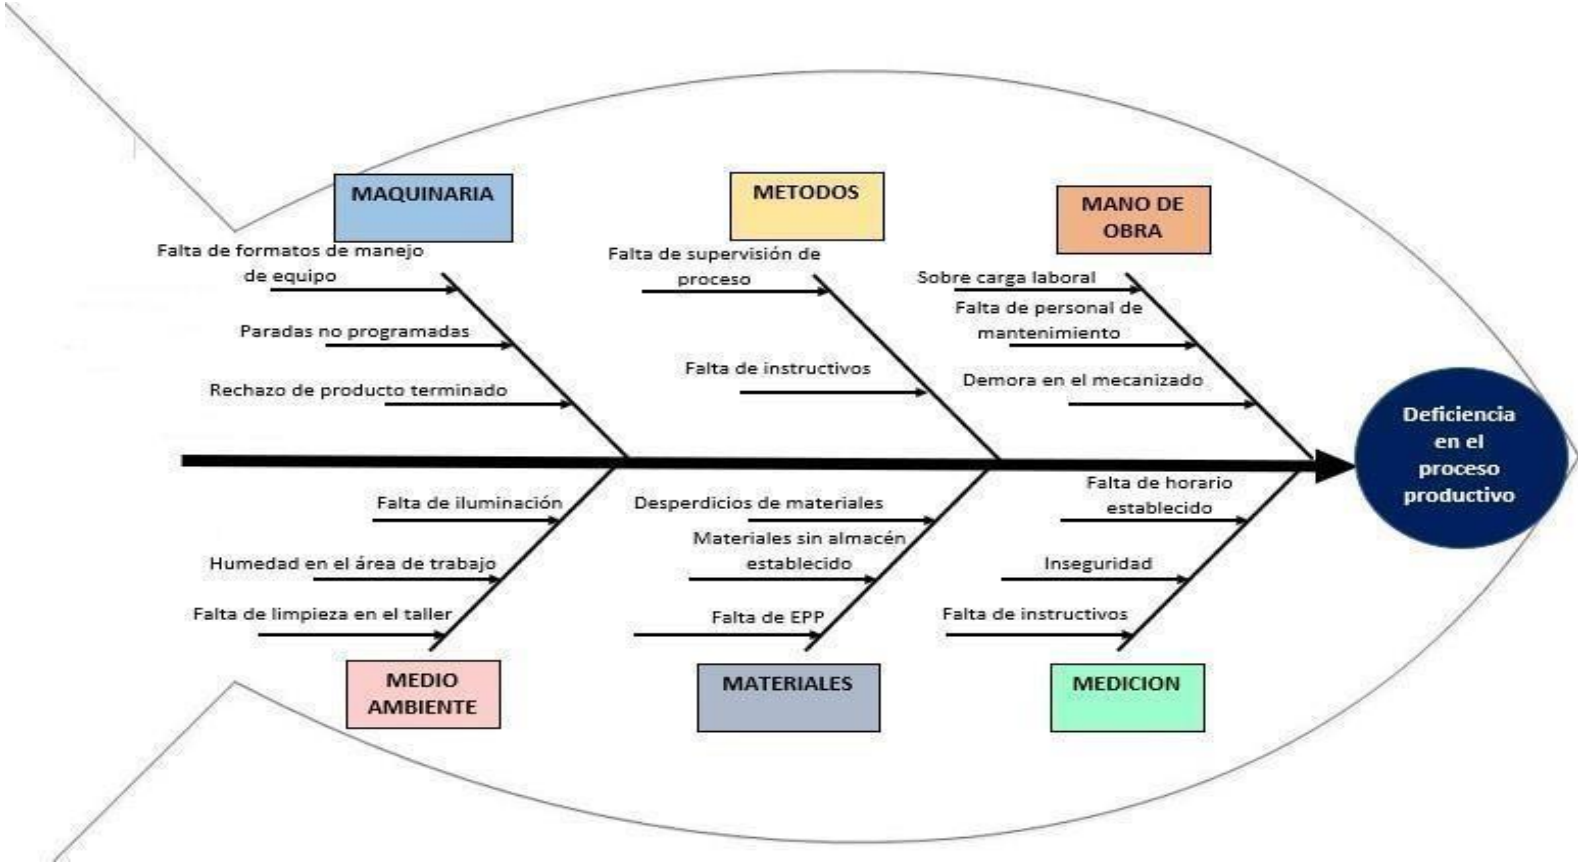 MAQUINARIA
METODOS
MANO DE
OBRA
Falta de formatos de manejo
de equipo
Paradas no programadas
Rechazo de producto terminado
Falta de supervisión de
proceso
Falta de instructivos
Sobre carga laboral
Falta de personal de
mantenimiento
Demora en el mecanizado
Deficiencia
en el
proceso
productivo
Falta de iluminación
Humedad en el área de trabajo
Falta de limpieza en el taller
Desperdicios de materiales
Materiales sin almacén
establecido
Falta de EPP
Falta de horario
establecido
Inseguridad
Falta de instructivos
MEDIO
AMBIENTE
MATERIALES
MEDICION